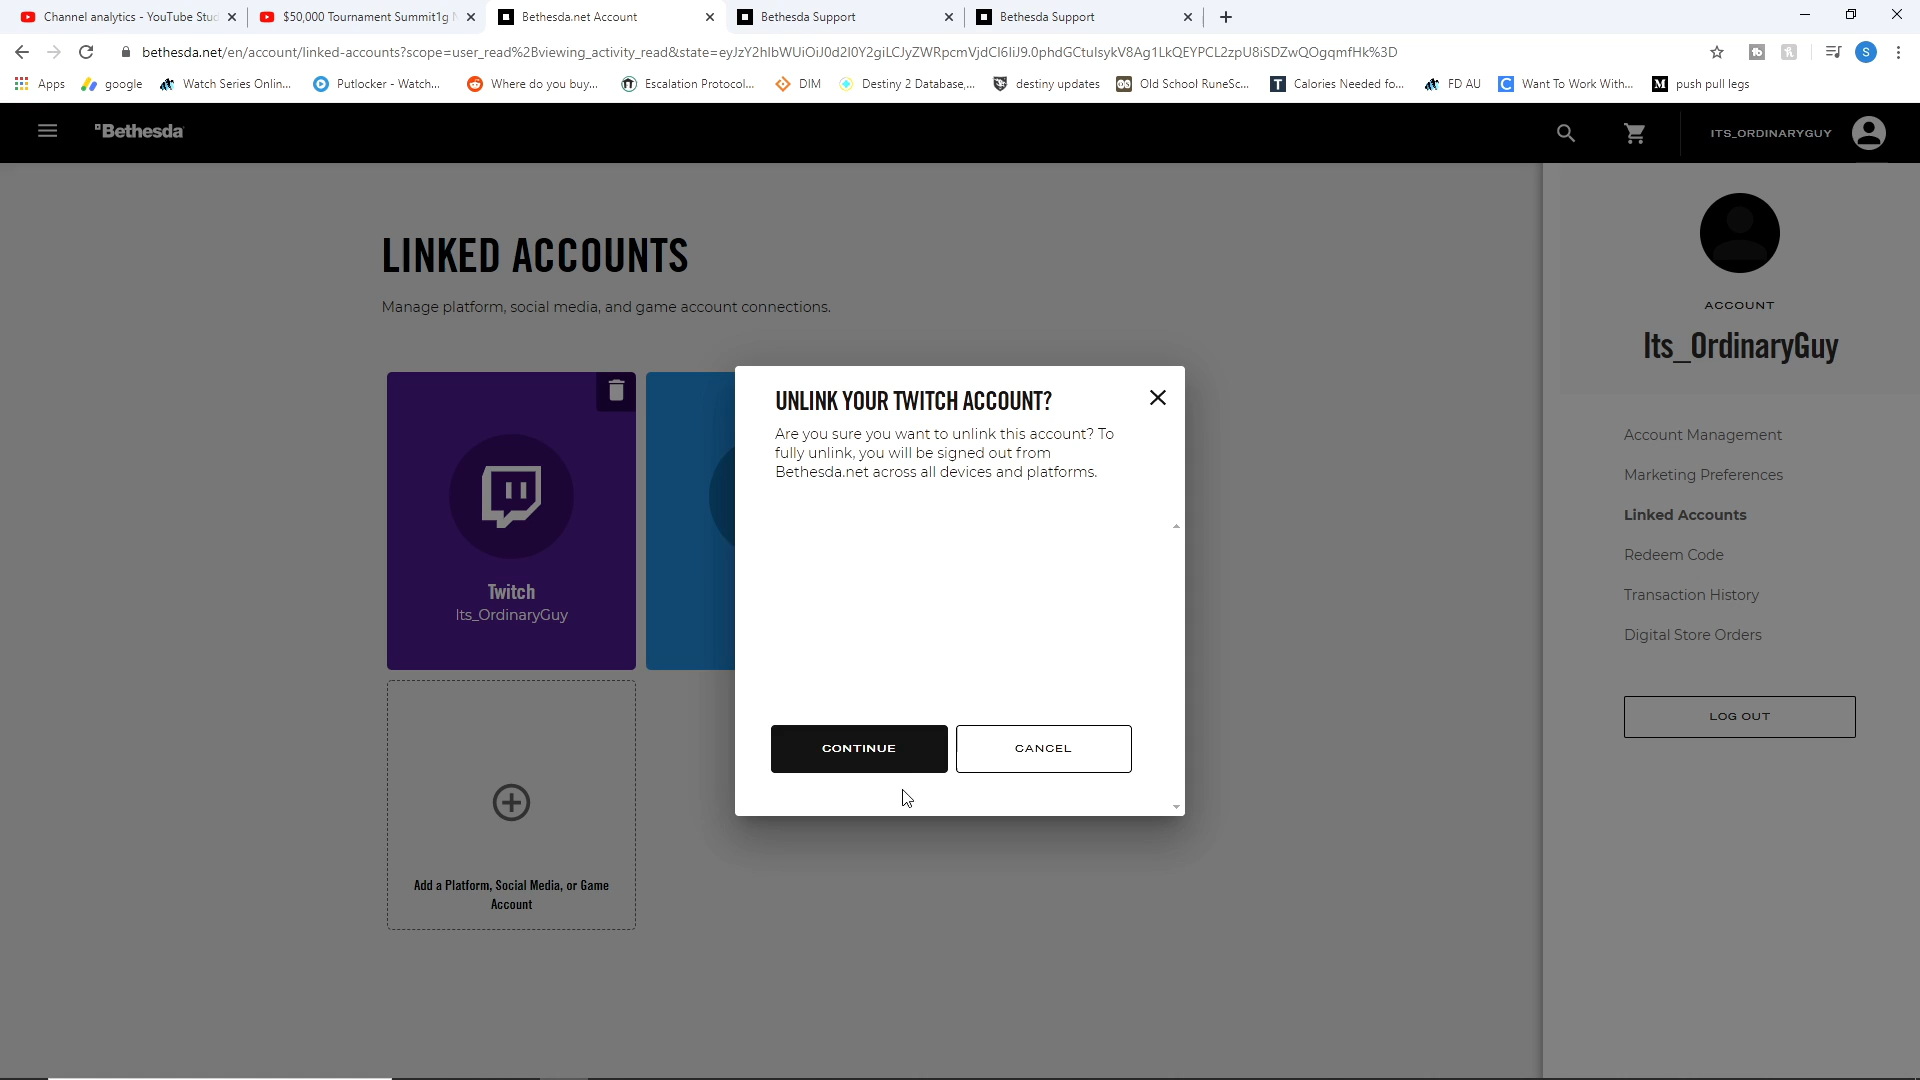 Channel analytics - YouTube Stud
$50,000 Tournament Summit1g
Bethesda.net Account
Bethesda Support
Bethesda Support
bethesda.net/en/account/linked-accounts?scope=user_read%2Bviewing_activity_read&state=eyJzY2hlbWUiOiJ0d2l0Y2giLCJyZWRpcmVjdCI6IiJ9.0phdGCtulsykV8Ag1LkQEYPCL2zpU8iSDZwQOgqmfHk%3D
Apps
google
Watch Series Onlin...
Putlocker - Watch...
Where do you buy...
Escalation Protocol...
DIM
Destiny 2 Database,...
destiny updates
Old School RuneSc...
Calories Needed fo...
FD AU
Want To Work With...
push pull legs
Bethesda
ITS_ORDINARYGUY
LINKED ACCOUNTS
Manage platform, social media, and game account connections.
Twitch
Its_OrdinaryGuy
Add a Platform, Social Media, or Game
Account
UNLINK YOUR TWITCH ACCOUNT?
Are you sure you want to unlink this account? To
fully unlink, you will be signed out from
Bethesda.net across all devices and platforms.
CONTINUE
CANCEL
ACCOUNT
Its_OrdinaryGuy
Account Management
Marketing Preferences
Linked Accounts
Redeem Code
Transaction History
Digital Store Orders
LOG OUT